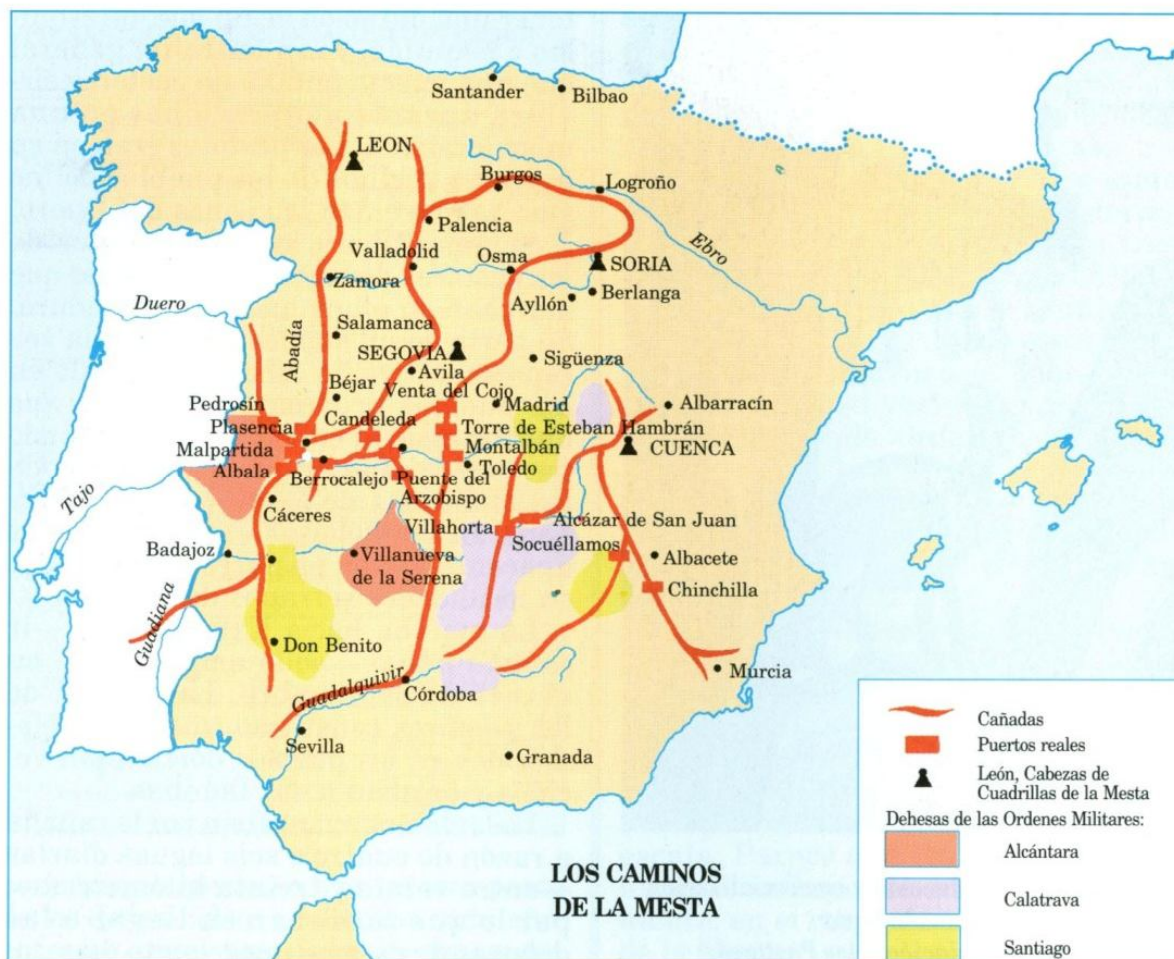 Santander
Bilbao
LEON
Burgos
Logroño
Palencia
Ebro
Valladolid
Osma
SORIA
Zamora
Berlanga
Duero
Ayllón
Abadía
Salamanca
SEGOVIA
Sigüenza
Avila
Béjar
Venta del Cojo
Pedrosín
Candeleda
Madrid
Albarracín
Plasencia
Torre de Esteban Hambrán
Malpartida
Montalbán
CUENCA
Albala
Toledo
Berrocalejo
Puente del
Arzobispo
Tajo
Cáceres
Villahorta
Alcázar de San Juan
Badajoz
Socuéllamos
Villanueva
de la Serena
Albacete
Chinchilla
Guadiana
Don Benito
Murcia
Guadalquivir
Córdoba
Sevilla
Granada
Cañadas
Puertos reales
León, Cabezas de
Cuadrillas de la Mesta
Dehesas de las Ordenes Militares:
Alcántara
Calatrava
Santiago
LOS CAMINOS
DE LA MESTA